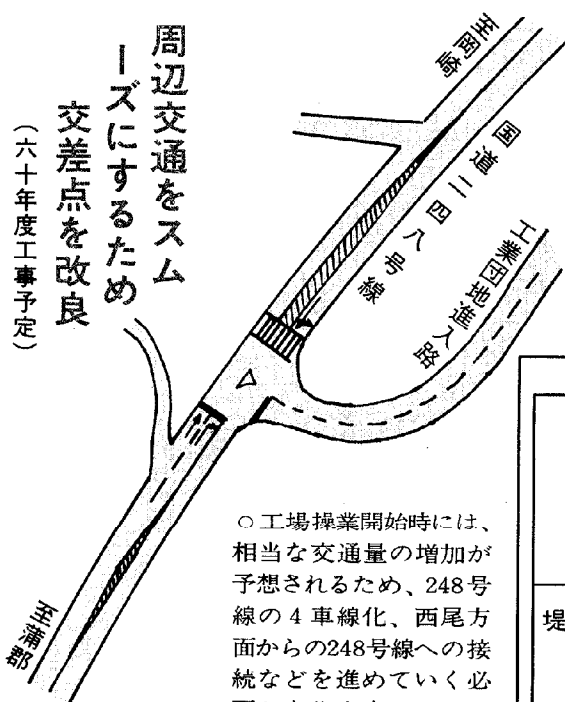 周辺交通をスム
ーズにするため
交差点を改良
(六十年度工事予定)
至岡崎
国道二四八号線
工業団地進入路
至蒲郡
○工場操業開始時には、
相当な交通量の増加が
予想されるため、248号
線の4車線化、西尾方
面からの248号線への接
続などを進めていく必
堤